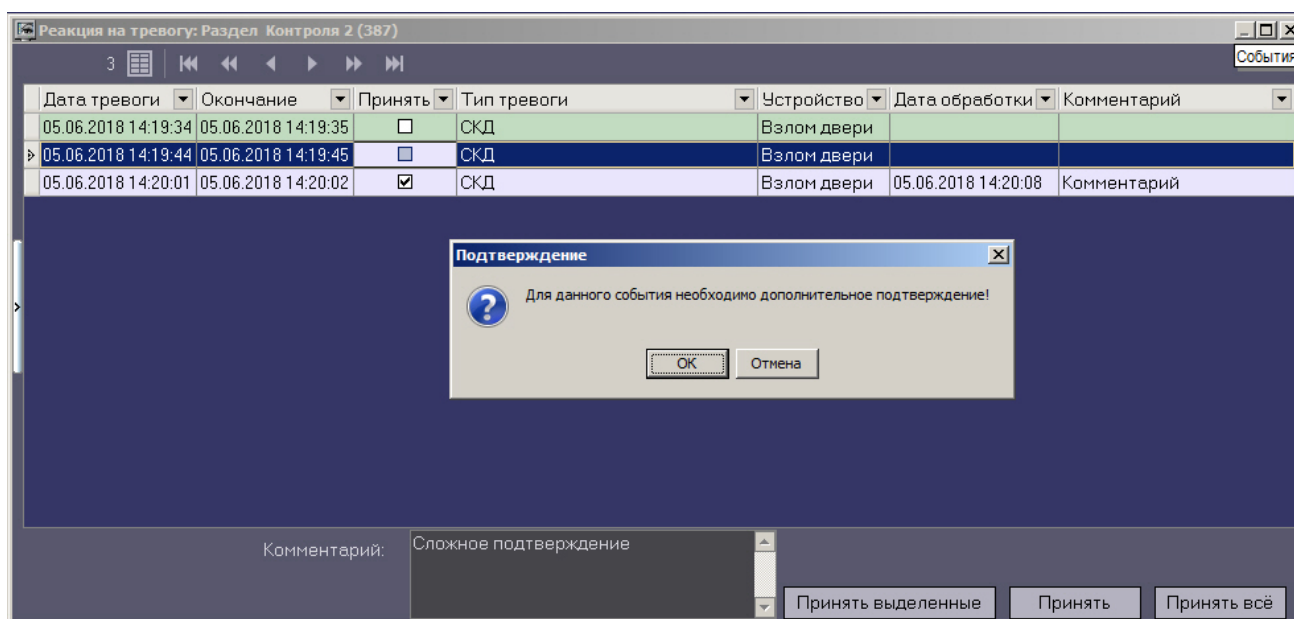 Реакция на тревогу: Раздел Контроля 2 (387)
3
События
Дата тревоги Окончание Принять Тип тревоги Устройство Дата обработки Комментарий
05.06.2018 14:19:34 05.06.2018 14:19:35 СКД Взлом двери
05.06.2018 14:19:44 05.06.2018 14:19:45 СКД Взлом двери
05.06.2018 14:20:01 05.06.2018 14:20:02 СКД Взлом двери 05.06.2018 14:20:08 Комментарий
Подтверждение
Для данного события необходимо дополнительное подтверждение!
OK Отмена
Комментарий: Сложное подтверждение
Принять выделенные Принять Принять всё